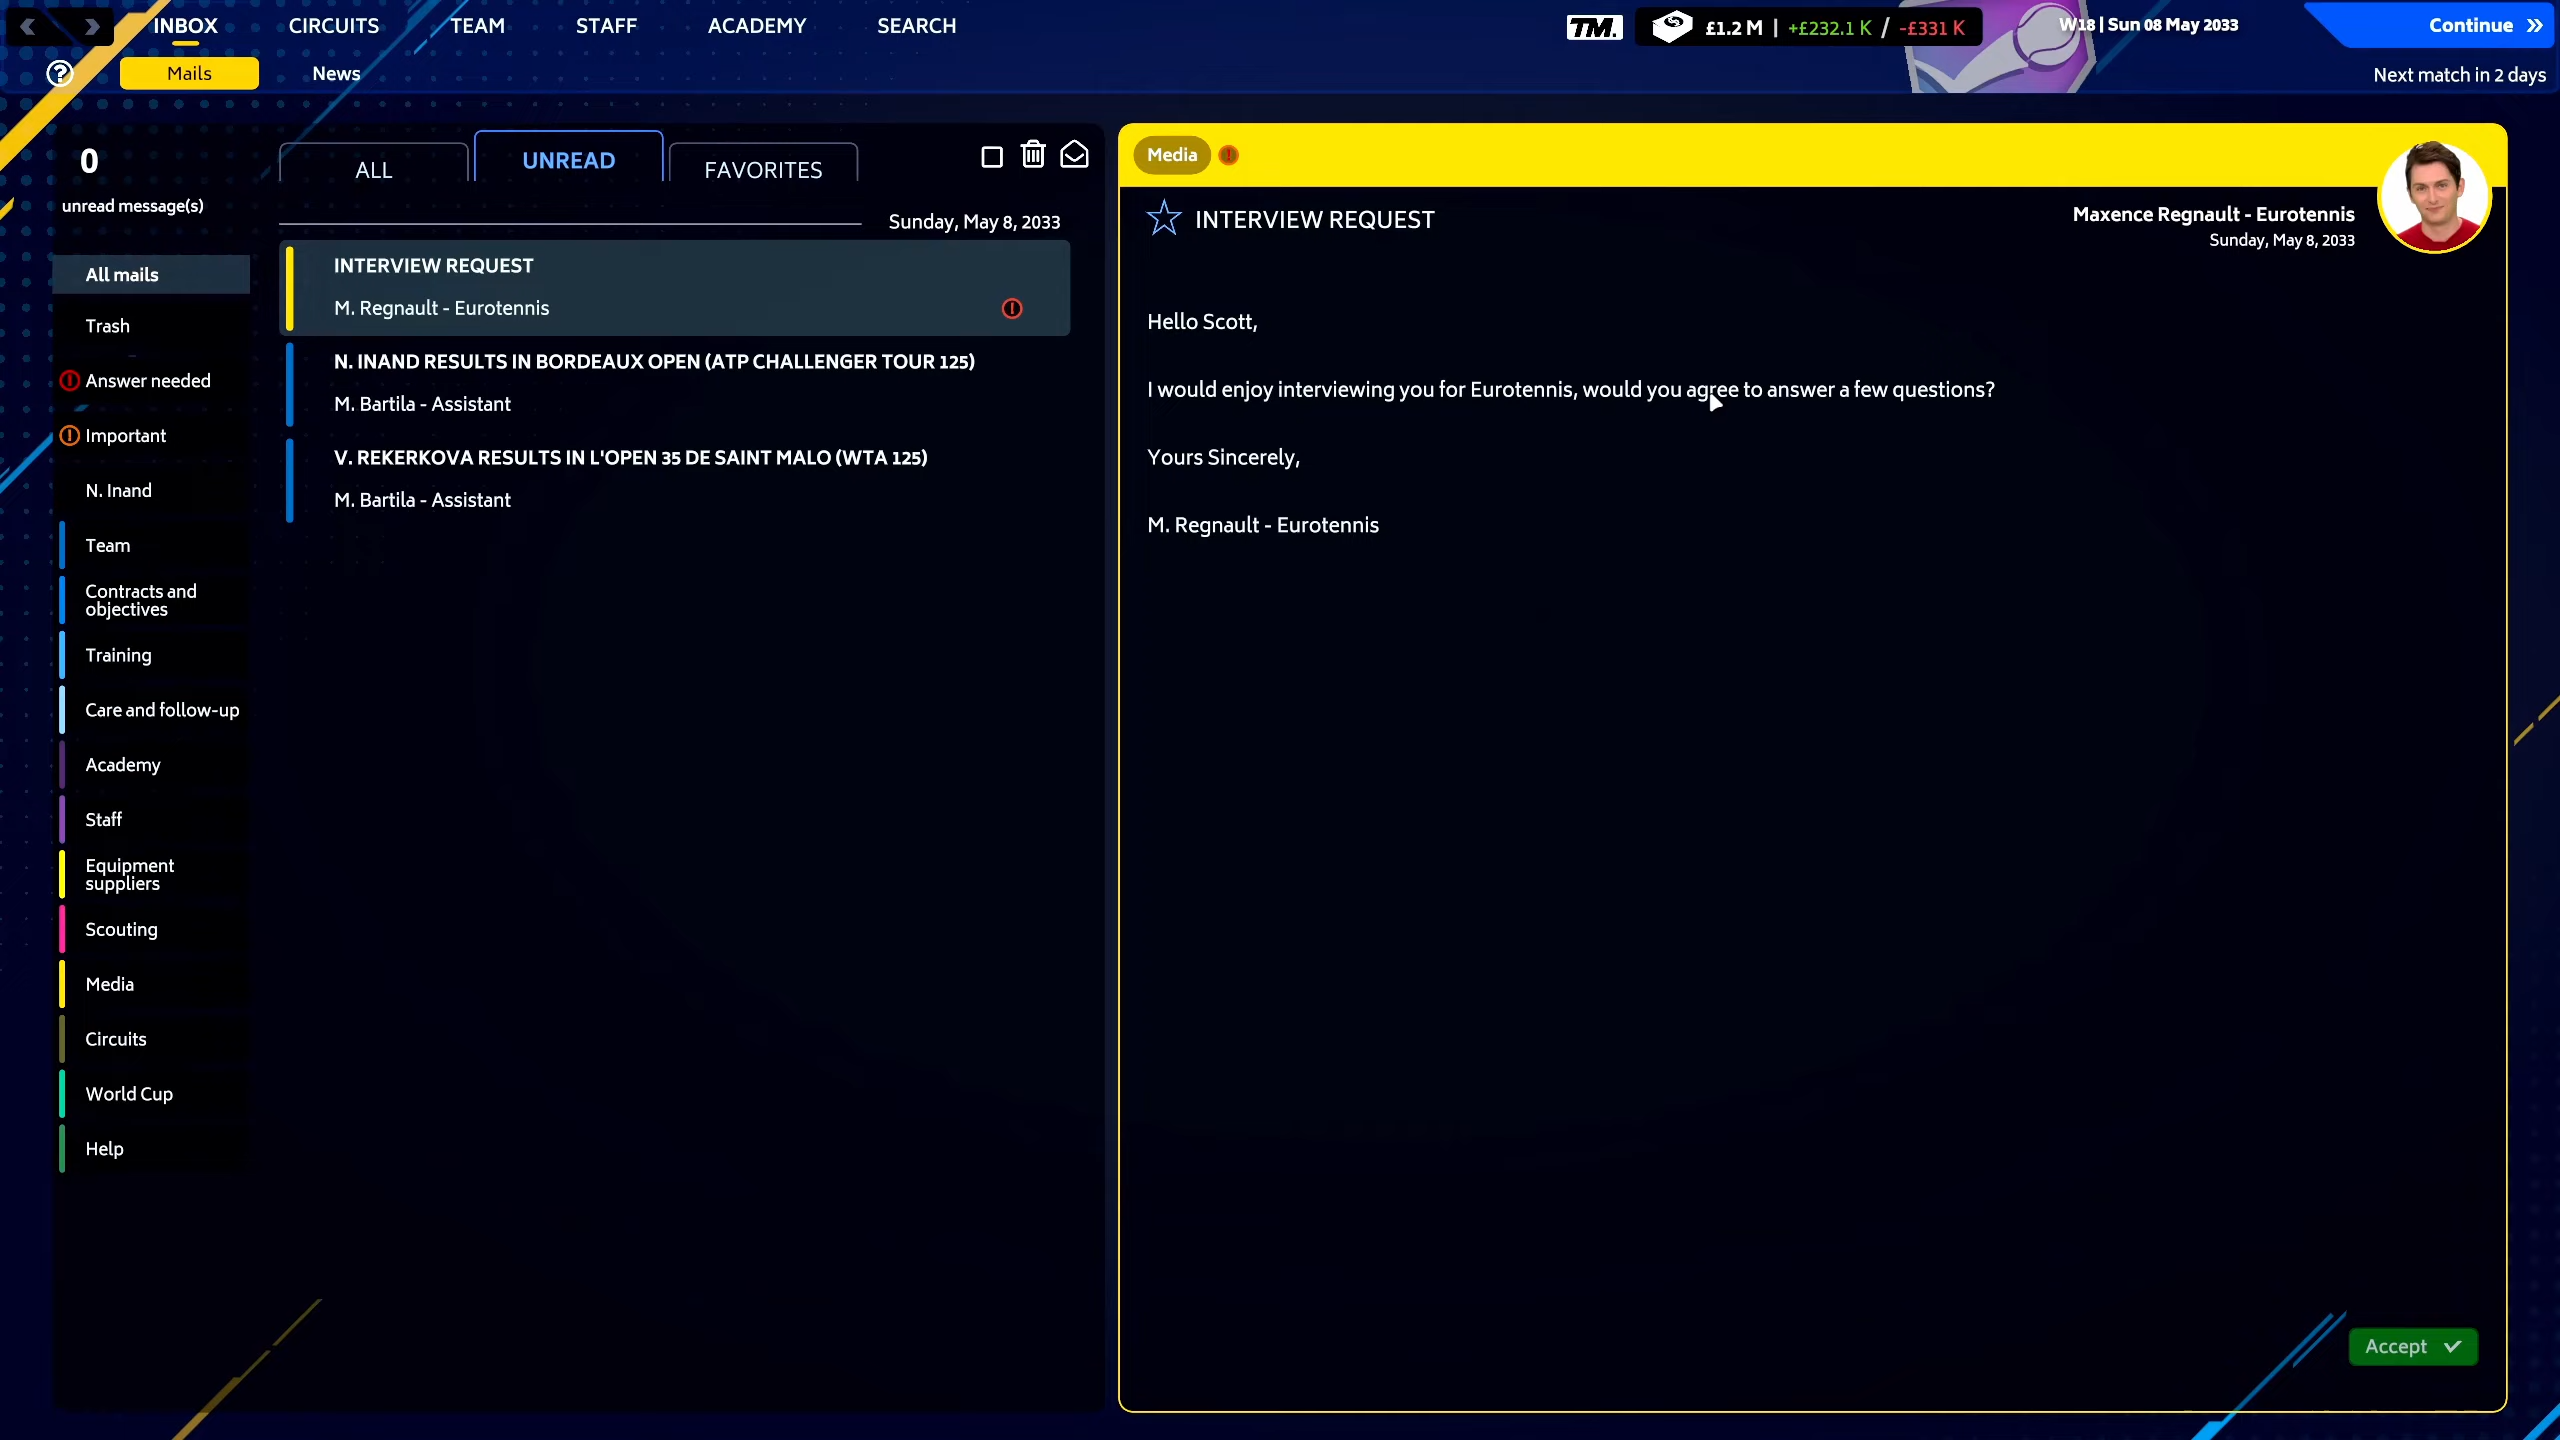 INBOX
CIRCUITS
TEAM
STAFF
ACADEMY
SEARCH
TM.
£1.2 M | +£232.1 K / -£331 K
W18 | Sun 08 May 2033
Continue
Mails
News
Next match in 2 days
0
unread message(s)
ALL
UNREAD
FAVORITES
All mails
Trash
Answer needed
Important
N. Inand
Team
Contracts and
objectives
Training
Care and follow-up
Academy
Staff
Equipment
suppliers
Scouting
Media
Circuits
World Cup
Help
Sunday, May 8, 2033
INTERVIEW REQUEST
M. Regnault - Eurotennis
N. INAND RESULTS IN BORDEAUX OPEN (ATP CHALLENGER TOUR 125)
M. Bartila - Assistant
V. REKERKOVA RESULTS IN L'OPEN 35 DE SAINT MALO (WTA 125)
M. Bartila - Assistant
Media
INTERVIEW REQUEST
Maxence Regnault - Eurotennis
Sunday, May 8, 2033
Hello Scott,
I would enjoy interviewing you for Eurotennis, would you agree to answer a few questions?
Yours Sincerely,
M. Regnault - Eurotennis
Accept